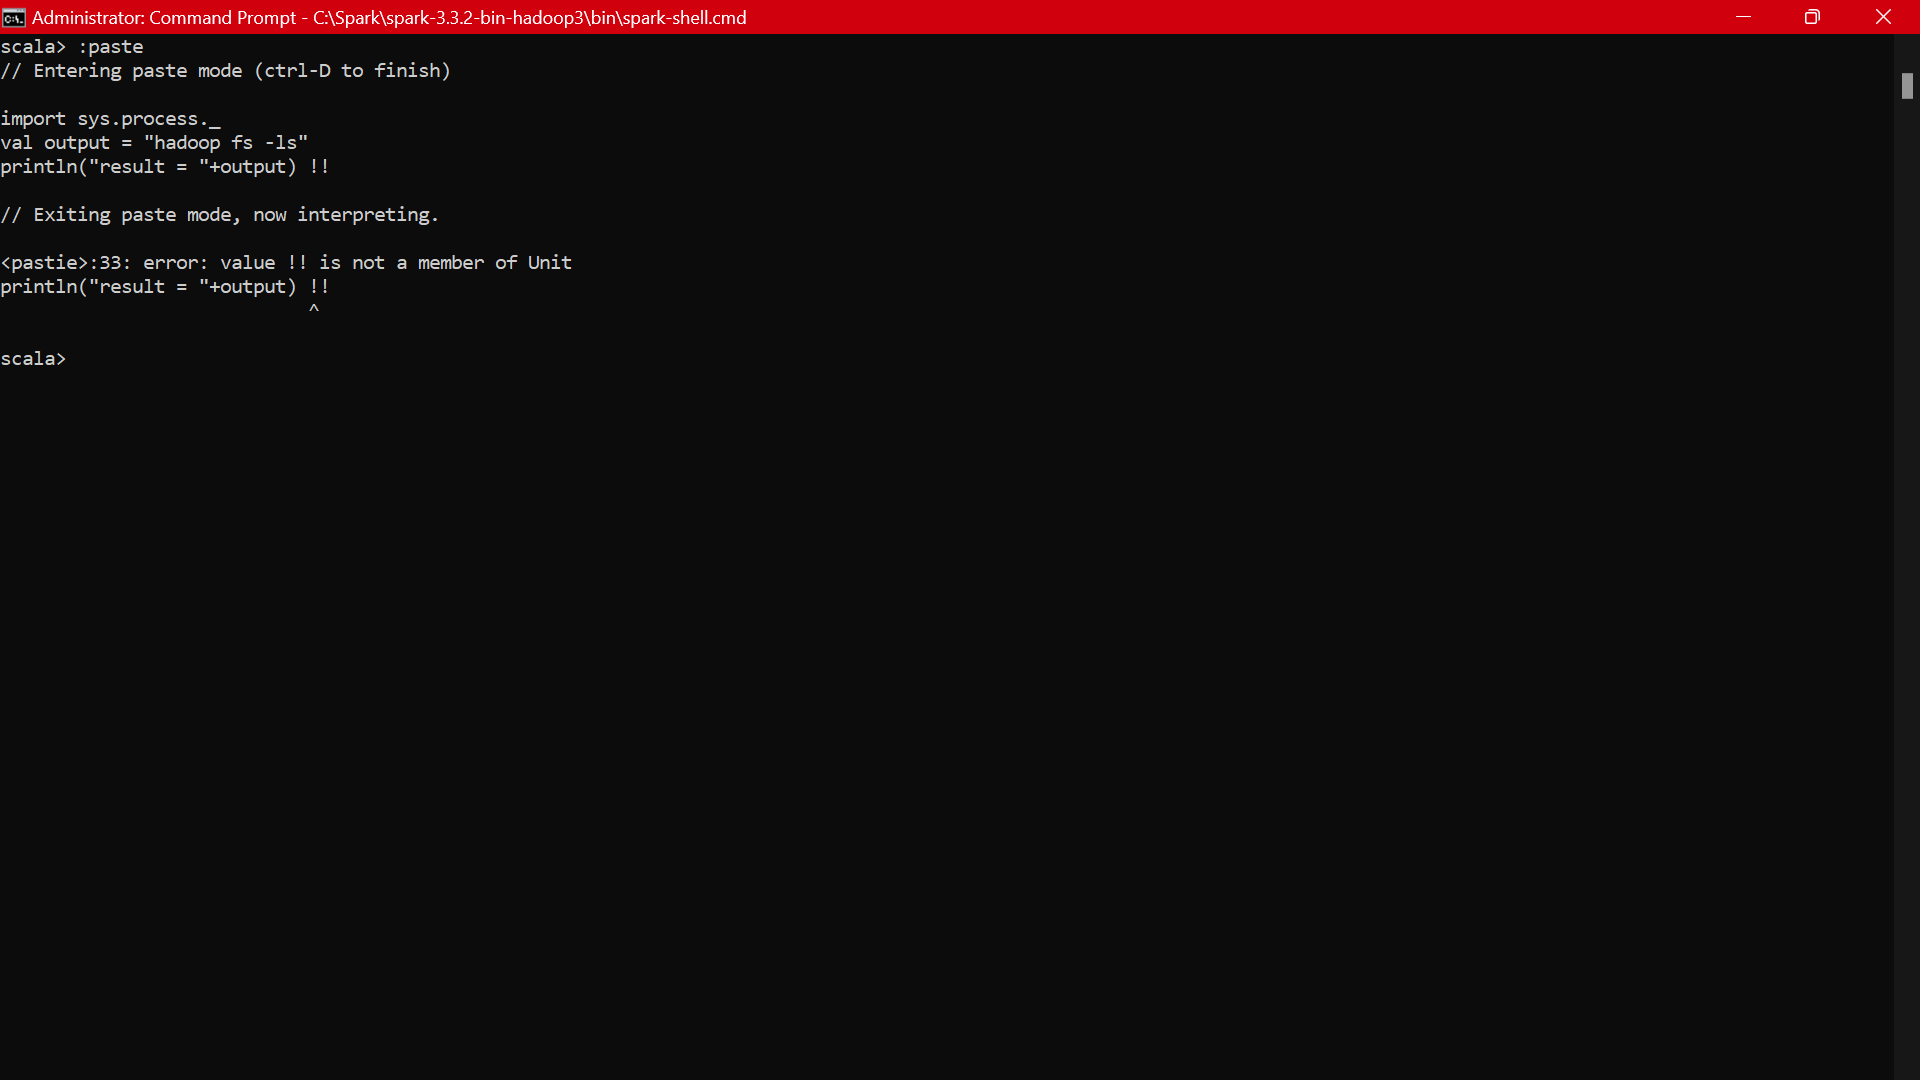 Administrator: Command Prompt - C:\Spark\spark-3.3.2-bin-hadoop3\bin\spark-shell.cmd
scala> :paste
// Entering paste mode (ctrl-D to finish)
import sys.process._
val output = "hadoop fs -ls"
println("result = "+output) !!
// Exiting paste mode, now interpreting.
<pastie>:33: error: value !! is not a member of Unit
println("result = "+output) !!
^
scala>